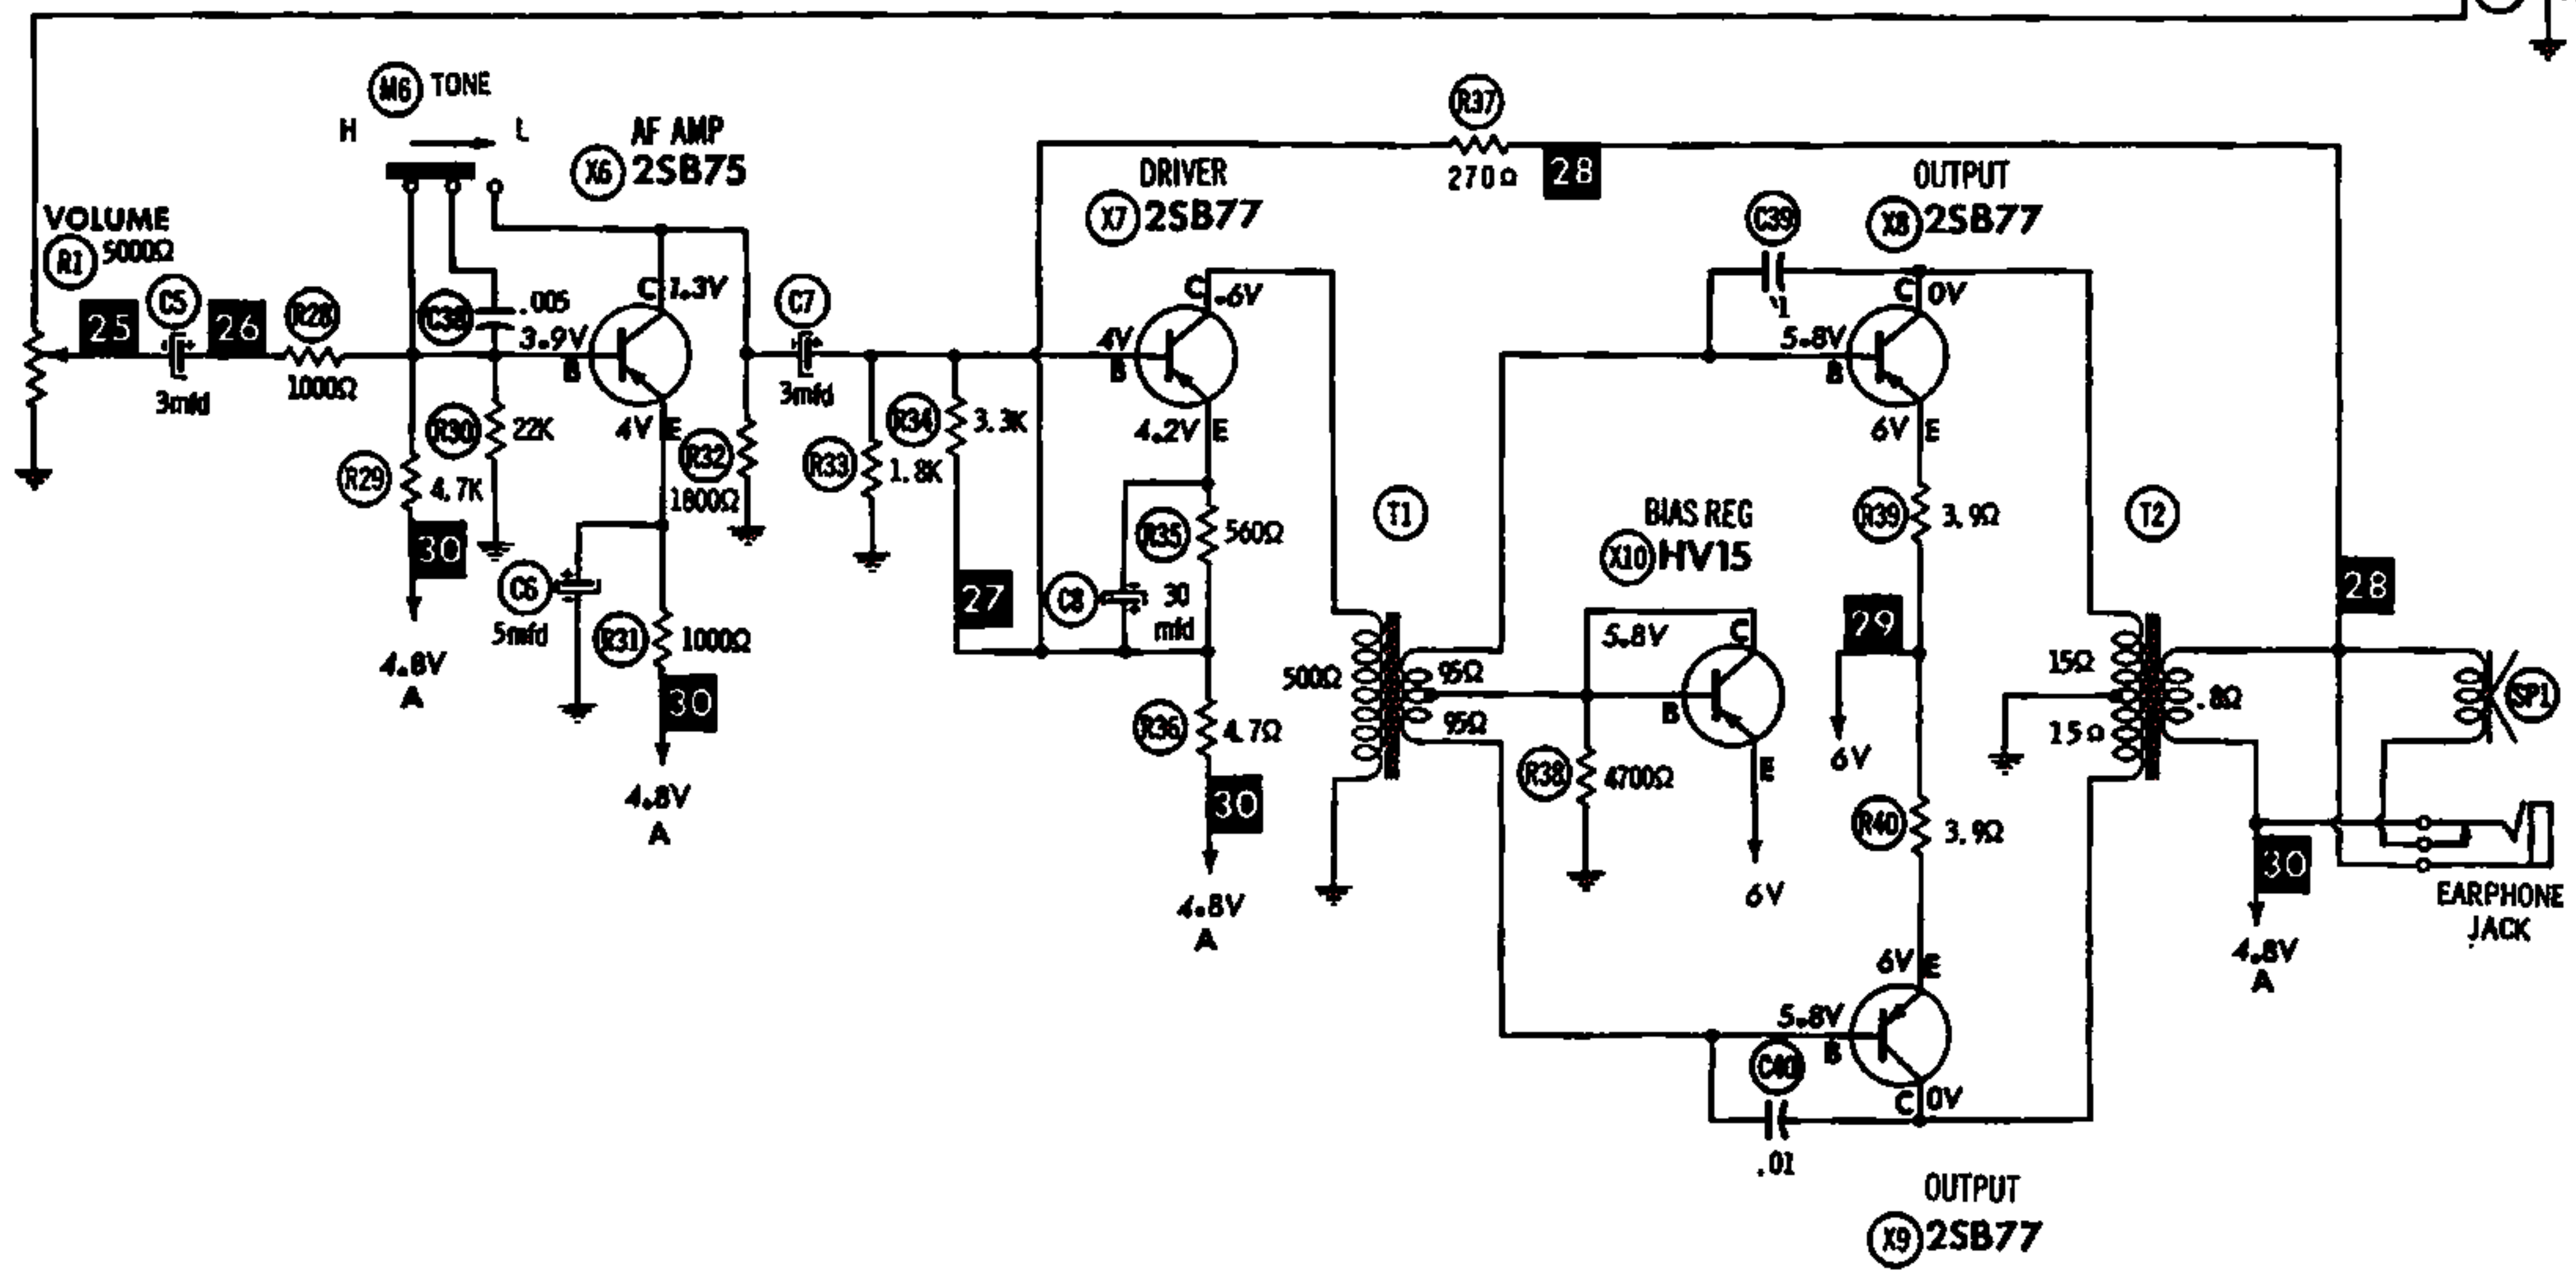 M6 TONE
H L
AF AMP
X6 2SB75
VOLUME
R1 5000Ω
25
C5
3mfd
26
R28
1000Ω
C38 .005
3.9V
B
C 1.3V
4V E
R30 22K
R29 4.7K
30
4.8V
A
C6
5mfd
R31 1000Ω
30
4.8V
A
R32
1800Ω
C7
3mfd
R33 1.8K
R34 3.3K
27
R37
270Ω
28
DRIVER
X7 2SB77
C .6V
4V
B
4.2V E
R35 560Ω
C8 30
mfd
R36 4.7Ω
30
4.8V
A
T1
500Ω
95Ω
95Ω
OUTPUT
X8 2SB77
C39
C 0V
5.8V
B
6V E
BIAS REG
X10 HV15
5.8V C
B
E
R38 4700Ω
6V
R39 3.9Ω
29
6V
R40 3.9Ω
6V E
5.8V
B
C40
C 0V
.01
OUTPUT
X9 2SB77
T2
15Ω
15Ω
.8Ω
28
SP1
30
4.8V
A
EARPHONE
JACK